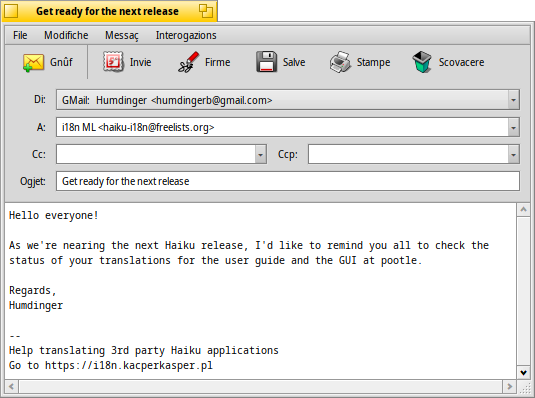 Get ready for the next release
File Modifiche Messaç Interogazions
Gnûf Invie Firme Salve Stampe Scovacere
Di: GMail: Humdinger <humdingerb@gmail.com>
A: i18n ML <haiku-i18n@freelists.org>
Cc: Ccp:
Ogjet: Get ready for the next release
Hello everyone!
As we're nearing the next Haiku release, I'd like to remind you all to check the
status of your translations for the user guide and the GUI at pootle.
Regards,
Humdinger
--
Help translating 3rd party Haiku applications
Go to https://i18n.kacperkasper.pl